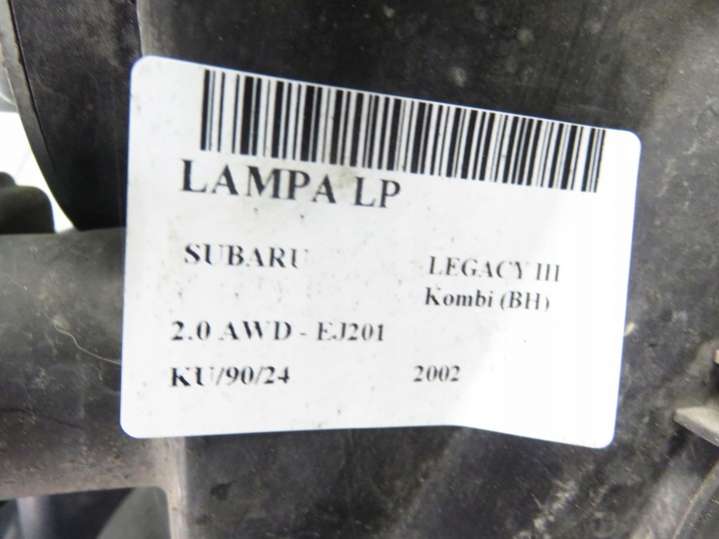 LAMPA LP
SUBARU LEGACY III
Kombi (BH)
2.0 AWD - EJ201
KU/90/24 2002